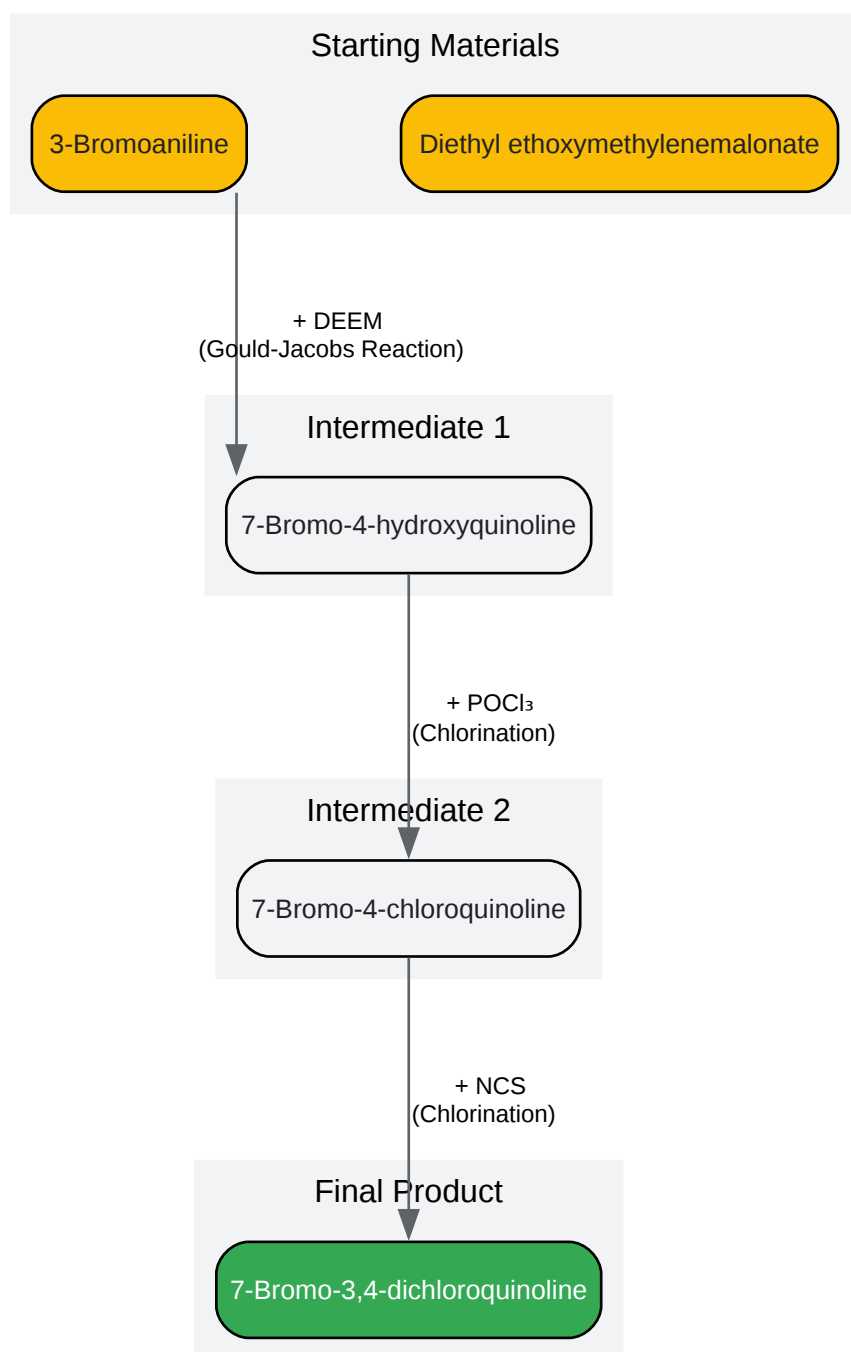 Starting Materials
3-Bromoaniline
Diethyl ethoxymethylenemalonate
+ DEEM
(Gould-Jacobs Reaction)
Intermediate 1
7-Bromo-4-hydroxyquinoline
+ POCl₃
(Chlorination)
Intermediate 2
7-Bromo-4-chloroquinoline
+ NCS
(Chlorination)
Final Product
7-Bromo-3,4-dichloroquinoline